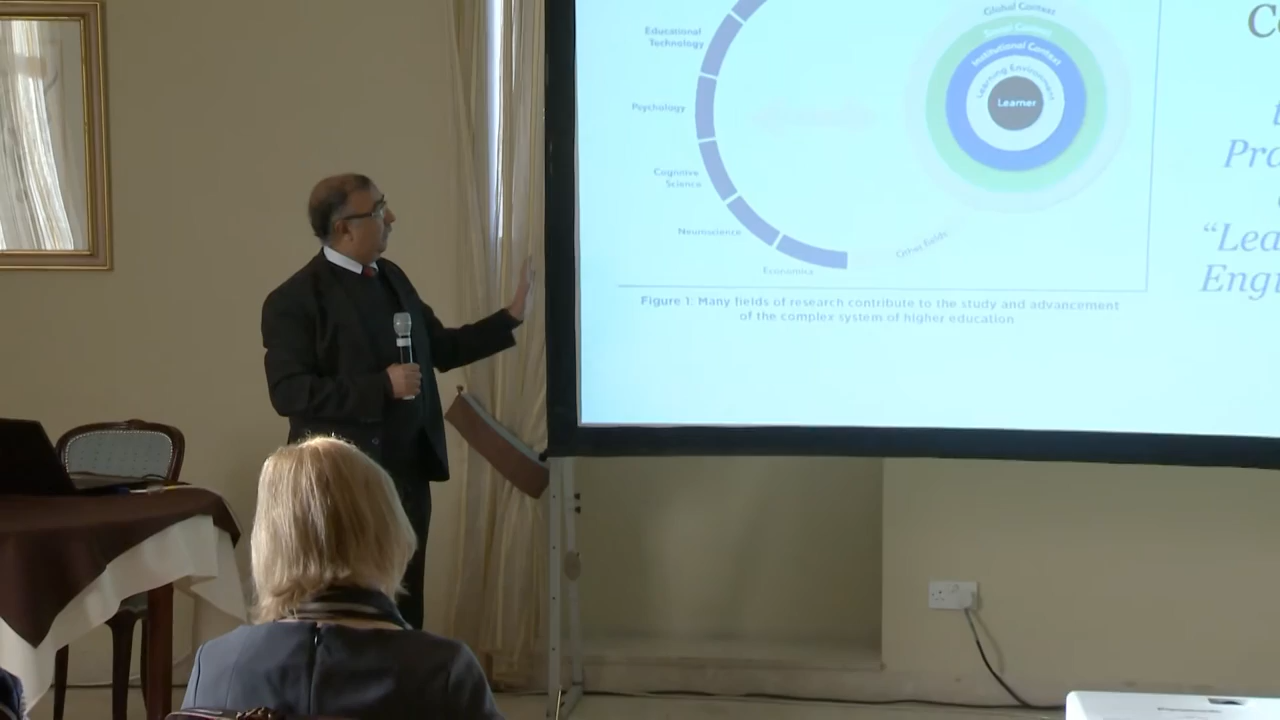 Global Context
Social Context
Institutional Context
Learning Environment
Learner
Educational
Technology
Psychology
Cognitive
Science
Neuroscience
Economics
Other fields
Figure 1: Many fields of research contribute to the study and advancement
of the complex system of higher education
Pro
“Lea
Engi